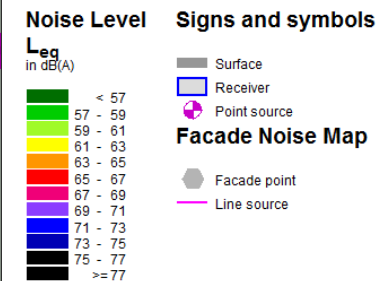 Noise Level
Leq
in dB(A)
< 57
57 - 59
59 - 61
61 - 63
63 - 65
65 - 67
67 - 69
69 - 71
71 - 73
73 - 75
75 - 77
>= 77
Signs and symbols
Surface
Receiver
Point source
Facade Noise Map
Facade point
Line source